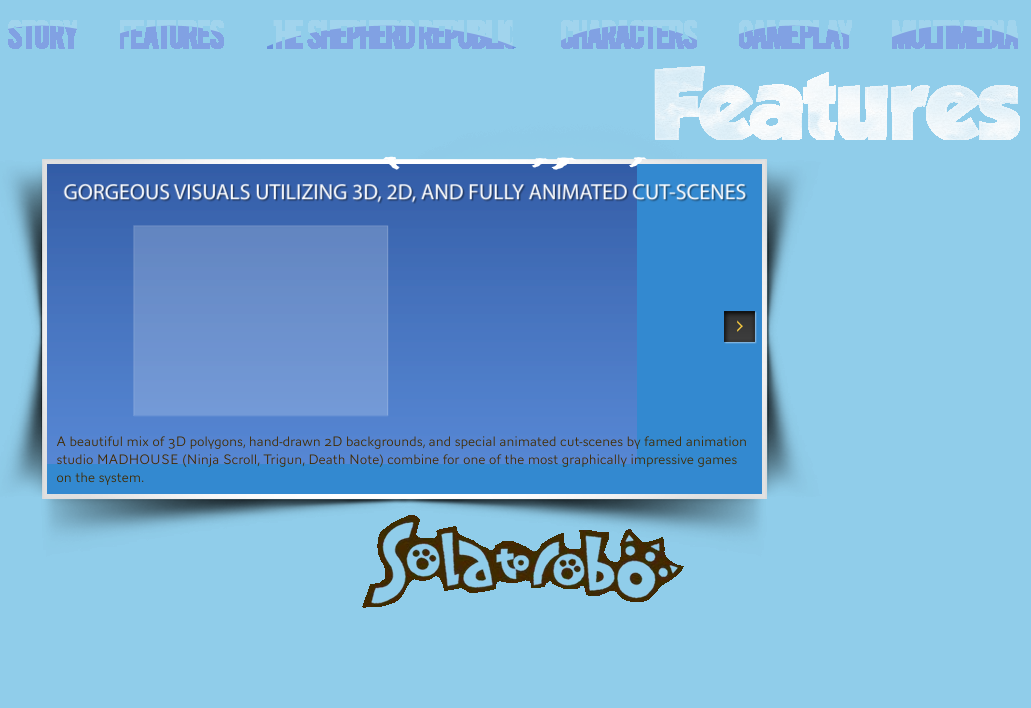 STORY FEATURES THE SHEPHERD REPUBLIC CHARACTERS GAMEPLAY MULTIMEDIA
Features
GORGEOUS VISUALS UTILIZING 3D, 2D, AND FULLY ANIMATED CUT-SCENES
A beautiful mix of 3D polygons, hand-drawn 2D backgrounds, and special animated cut-scenes by famed animation
studio MADHOUSE (Ninja Scroll, Trigun, Death Note) combine for one of the most graphically impressive games
on the system.
Solatorobo